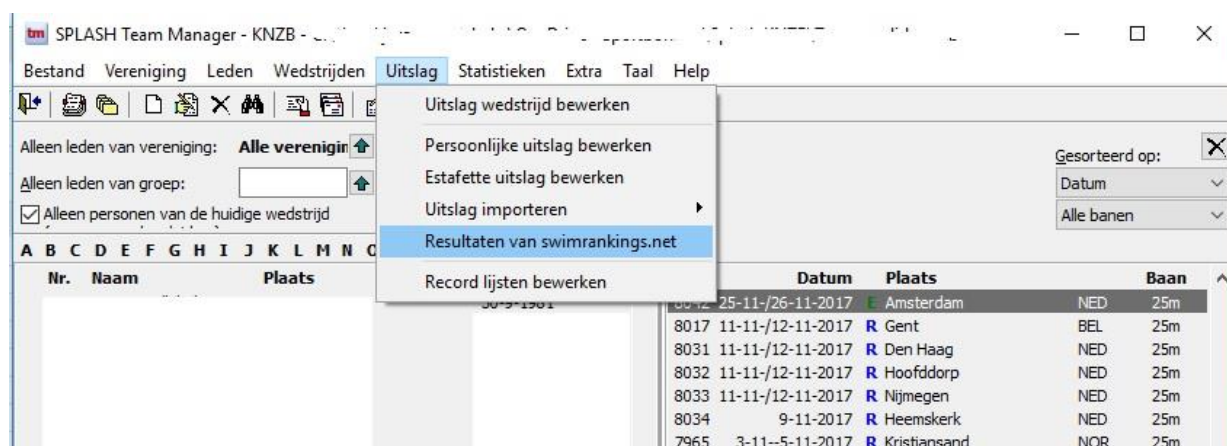 tm SPLASH Team Manager - KNZB -
Bestand Vereniging Leden Wedstrijden Uitslag Statistieken Extra Taal Help
Uitslag wedstrijd bewerken
Persoonlijke uitslag bewerken
Estafette uitslag bewerken
Uitslag importeren
Resultaten van swimrankings.net
Record lijsten bewerken
Alleen leden van vereniging: Alle verenigin
Alleen leden van groep:
Alleen personen van de huidige wedstrijd
Gesorteerd op:
Datum
Alle banen
A B C D E F G H I J K L M N O
Nr. Naam Plaats
Datum Plaats Baan
25-11-/26-11-2017 E Amsterdam NED 25m
8017 11-11-/12-11-2017 R Gent BEL 25m
8031 11-11-/12-11-2017 R Den Haag NED 25m
8032 11-11-/12-11-2017 R Hoofddorp NED 25m
8033 11-11-/12-11-2017 R Nijmegen NED 25m
8034 9-11-2017 R Heemskerk NED 25m
7965 3-11--5-11-2017 R Kristiansand NOR 25m